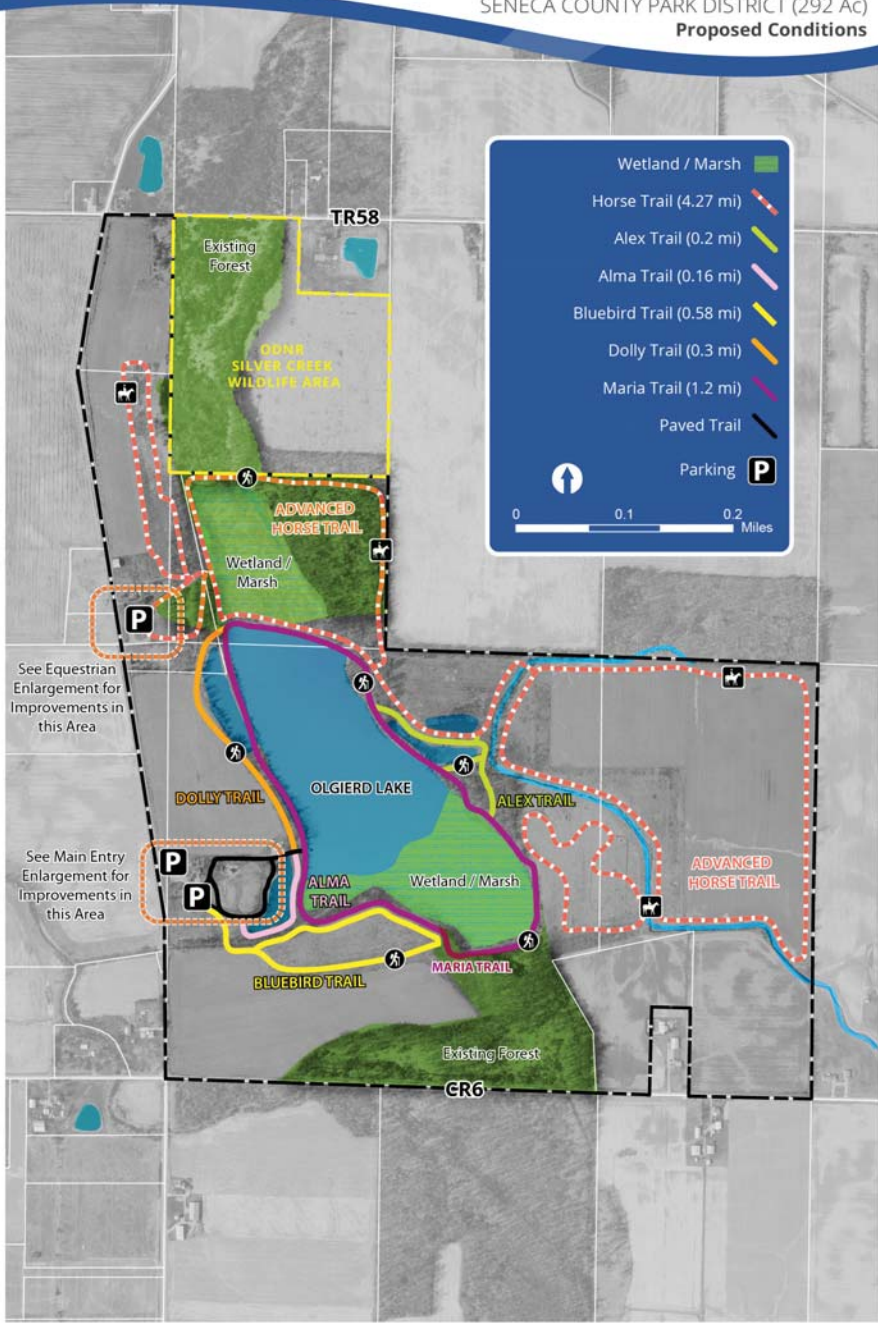 SENECA COUNTY PARK DISTRICT (292 Ac)
Proposed Conditions
Wetland / Marsh
Horse Trail (4.27 mi)
Alex Trail (0.2 mi)
Alma Trail (0.16 mi)
Bluebird Trail (0.58 mi)
Dolly Trail (0.3 mi)
Maria Trail (1.2 mi)
Paved Trail
Parking P
0 0.1 0.2
Miles
TR58
Existing
Forest
ODNR
SILVER CREEK
WILDLIFE AREA
ADVANCED
HORSE TRAIL
Wetland /
Marsh
P
See Equestrian
Enlargement for
Improvements in
this Area
DOLLY TRAIL
OLGIERD LAKE
ALEX TRAIL
See Main Entry
Enlargement for
Improvements in
this Area
P
P
ALMA
TRAIL
Wetland / Marsh
ADVANCED
HORSE TRAIL
MARIA TRAIL
BLUEBIRD TRAIL
Existing Forest
CR6